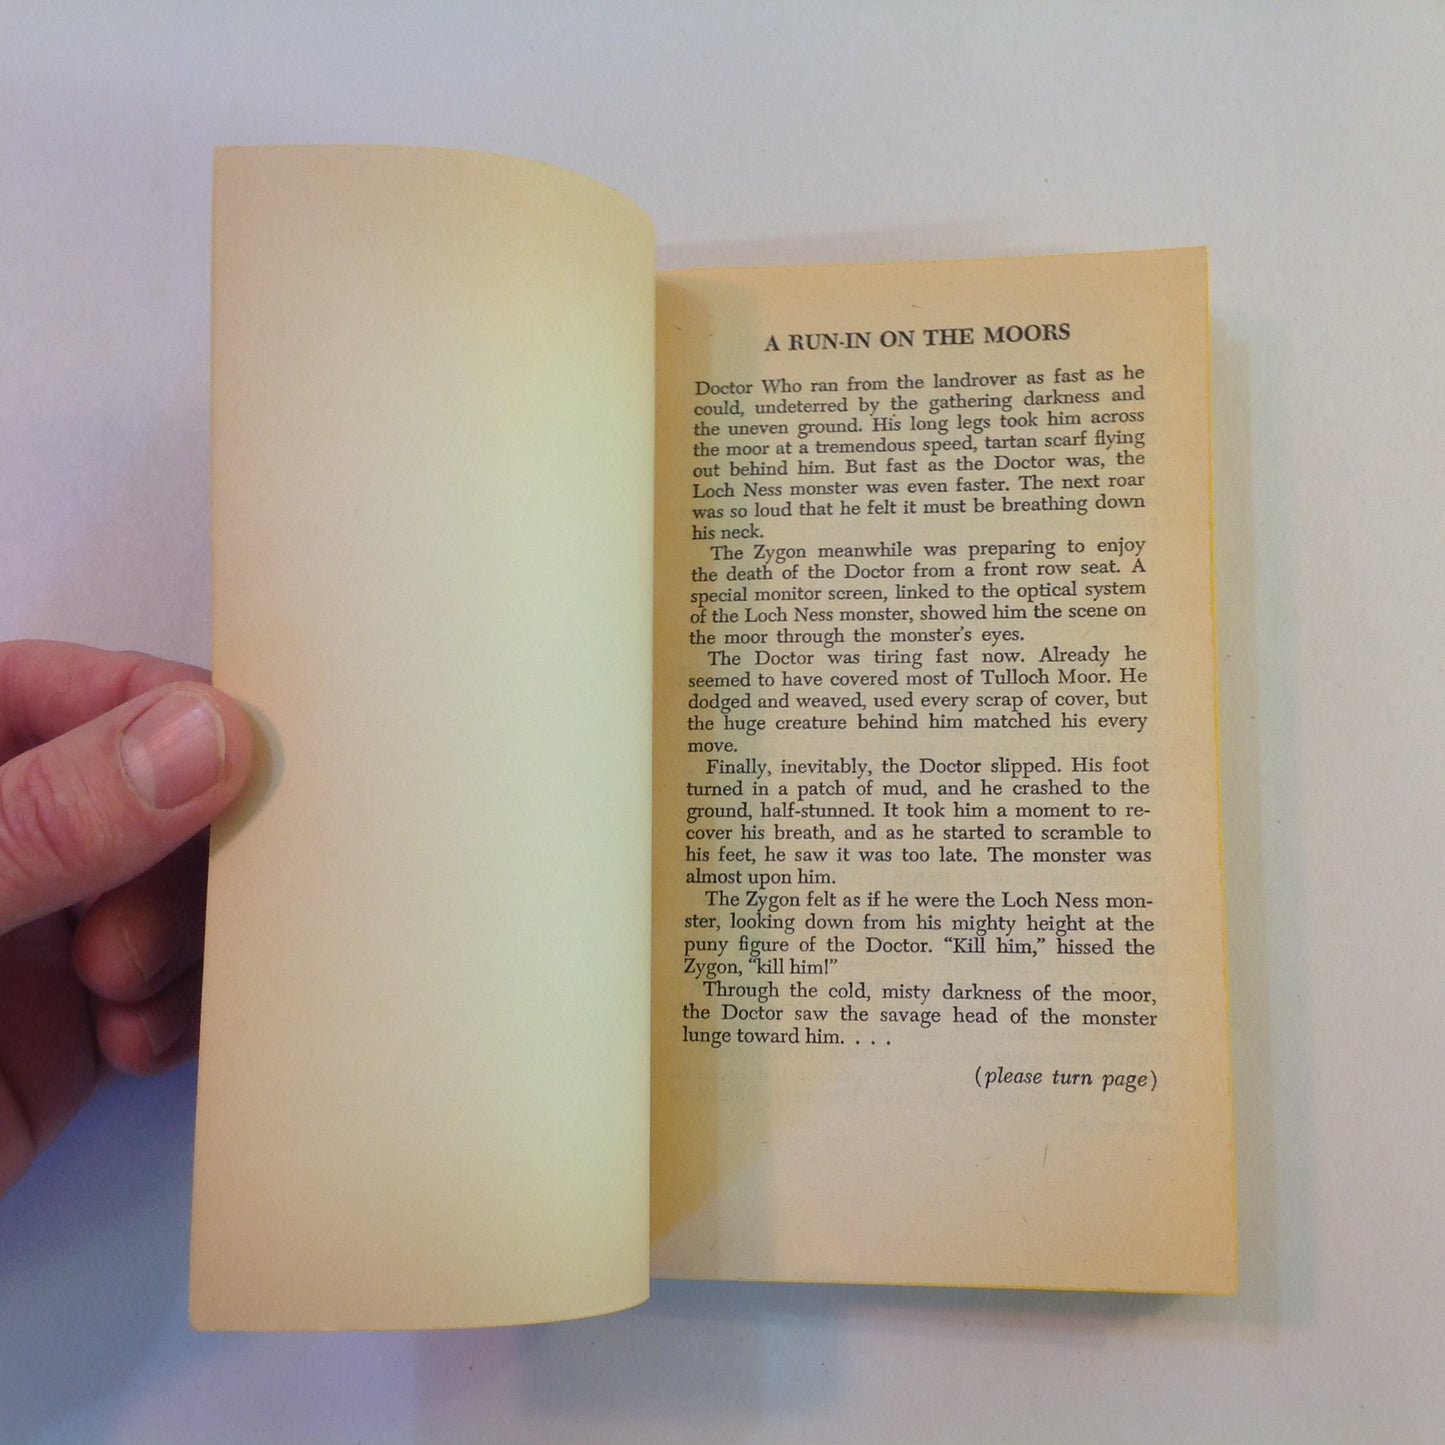 A RUN-IN ON THE MOORS
Doctor Who ran from the landrover as fast as he
could, undeterred by the gathering darkness and
the uneven ground. His long legs took him across
the moor at a tremendous speed, tartan scarf flying
out behind him. But fast as the Doctor was, the
Loch Ness monster was even faster. The next roar
was so loud that he felt it must be breathing down
his neck.
The Zygon meanwhile was preparing to enjoy
the death of the Doctor from a front row seat. A
special monitor screen, linked to the optical system
of the Loch Ness monster, showed him the scene on
the moor through the monster's eyes.
The Doctor was tiring fast now. Already he
seemed to have covered most of Tulloch Moor. He
dodged and weaved, used every scrap of cover, but
the huge creature behind him matched his every
move.
Finally, inevitably, the Doctor slipped. His foot
turned in a patch of mud, and he crashed to the
ground, half-stunned. It took him a moment to re-
cover his breath, and as he started to scramble to
his feet, he saw it was too late. The monster was
almost upon him.
The Zygon felt as if he were the Loch Ness mon-
ster, looking down from his mighty height at the
puny figure of the Doctor. “Kill him,” hissed the
Zygon, “kill him!”
Through the cold, misty darkness of the moor,
the Doctor saw the savage head of the monster
lunge toward him. . . .
(please turn page)